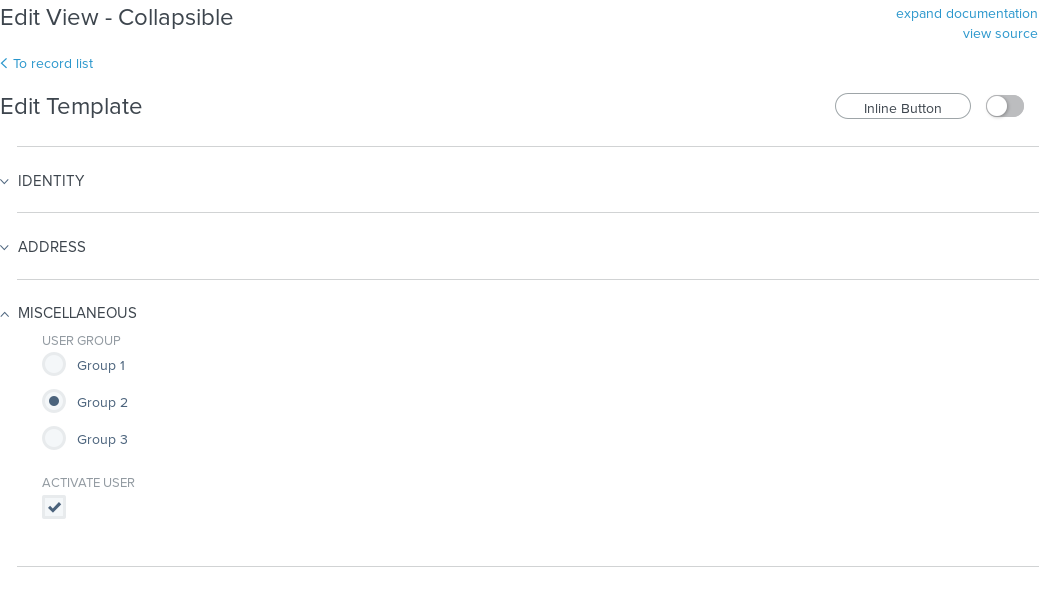 Edit View - Collapsible
expand documentation
view source
To record list
Edit Template
Inline Button
IDENTITY
ADDRESS
MISCELLANEOUS
USER GROUP
Group 1
Group 2
Group 3
ACTIVATE USER